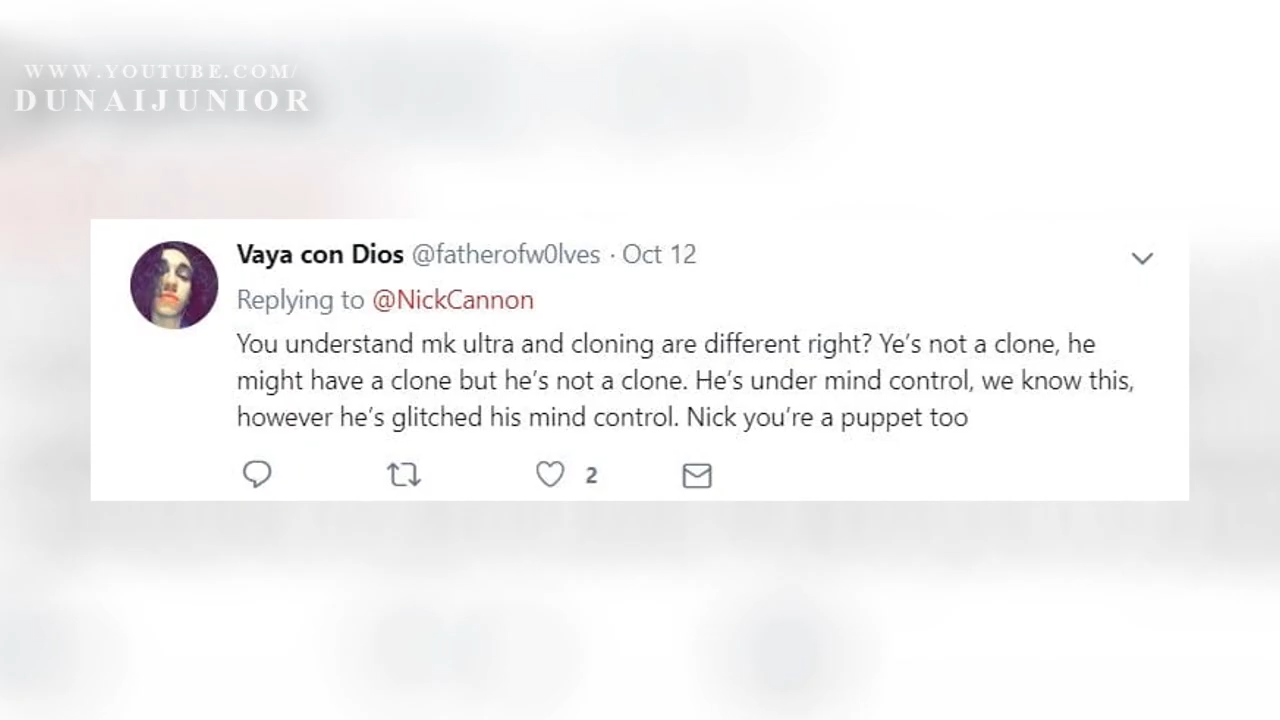 WWW.YOUTUBE.COM/
DUNAIJUNIOR
Vaya con Dios @fatherofw0lves · Oct 12
Replying to @NickCannon
You understand mk ultra and cloning are different right? Ye’s not a clone, he
might have a clone but he’s not a clone. He’s under mind control, we know this,
however he’s glitched his mind control. Nick you’re a puppet too
2